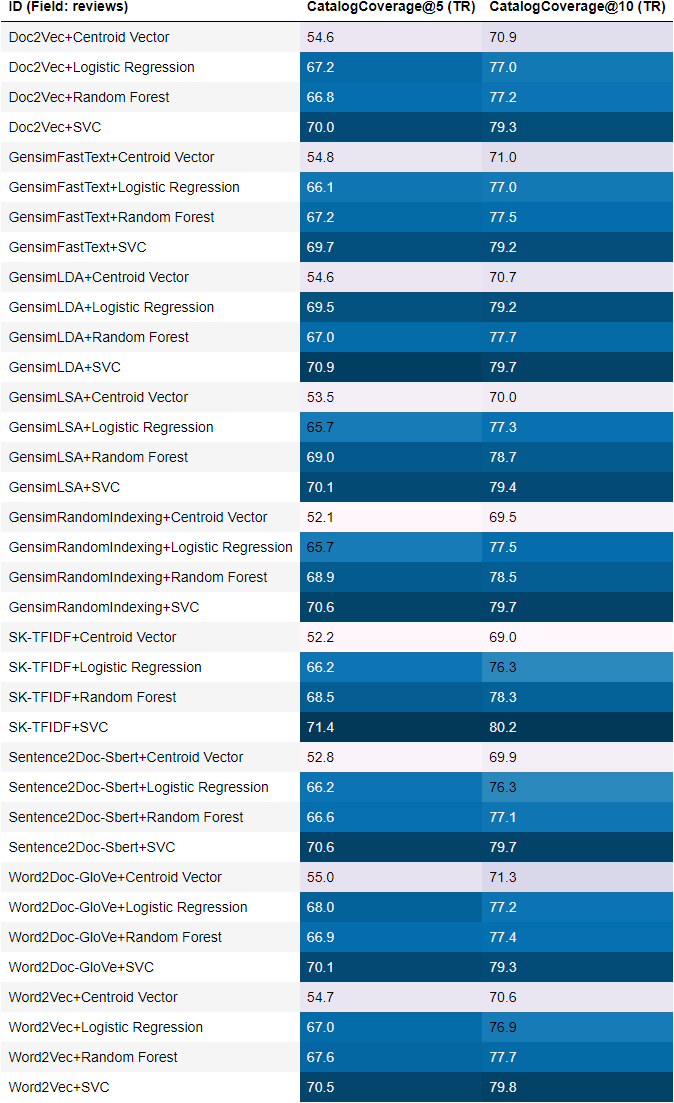 ID (Field: reviews) CatalogCoverage@5 (TR) CatalogCoverage@10 (TR)
Doc2Vec+Centroid Vector 54.6 70.9
Doc2Vec+Logistic Regression 67.2 77.0
Doc2Vec+Random Forest 66.8 77.2
Doc2Vec+SVC 70.0 79.3
GensimFastText+Centroid Vector 54.8 71.0
GensimFastText+Logistic Regression 66.1 77.0
GensimFastText+Random Forest 67.2 77.5
GensimFastText+SVC 69.7 79.2
GensimLDA+Centroid Vector 54.6 70.7
GensimLDA+Logistic Regression 69.5 79.2
GensimLDA+Random Forest 67.0 77.7
GensimLDA+SVC 70.9 79.7
GensimLSA+Centroid Vector 53.5 70.0
GensimLSA+Logistic Regression 65.7 77.3
GensimLSA+Random Forest 69.0 78.7
GensimLSA+SVC 70.1 79.4
GensimRandomIndexing+Centroid Vector 52.1 69.5
GensimRandomIndexing+Logistic Regression 65.7 77.5
GensimRandomIndexing+Random Forest 68.9 78.5
GensimRandomIndexing+SVC 70.6 79.7
SK-TFIDF+Centroid Vector 52.2 69.0
SK-TFIDF+Logistic Regression 66.2 76.3
SK-TFIDF+Random Forest 68.5 78.3
SK-TFIDF+SVC 71.4 80.2
Sentence2Doc-Sbert+Centroid Vector 52.8 69.9
Sentence2Doc-Sbert+Logistic Regression 66.2 76.3
Sentence2Doc-Sbert+Random Forest 66.6 77.1
Sentence2Doc-Sbert+SVC 70.6 79.7
Word2Doc-GloVe+Centroid Vector 55.0 71.3
Word2Doc-GloVe+Logistic Regression 68.0 77.2
Word2Doc-GloVe+Random Forest 66.9 77.4
Word2Doc-GloVe+SVC 70.1 79.3
Word2Vec+Centroid Vector 54.7 70.6
Word2Vec+Logistic Regression 67.0 76.9
Word2Vec+Random Forest 67.6 77.7
Word2Vec+SVC 70.5 79.8